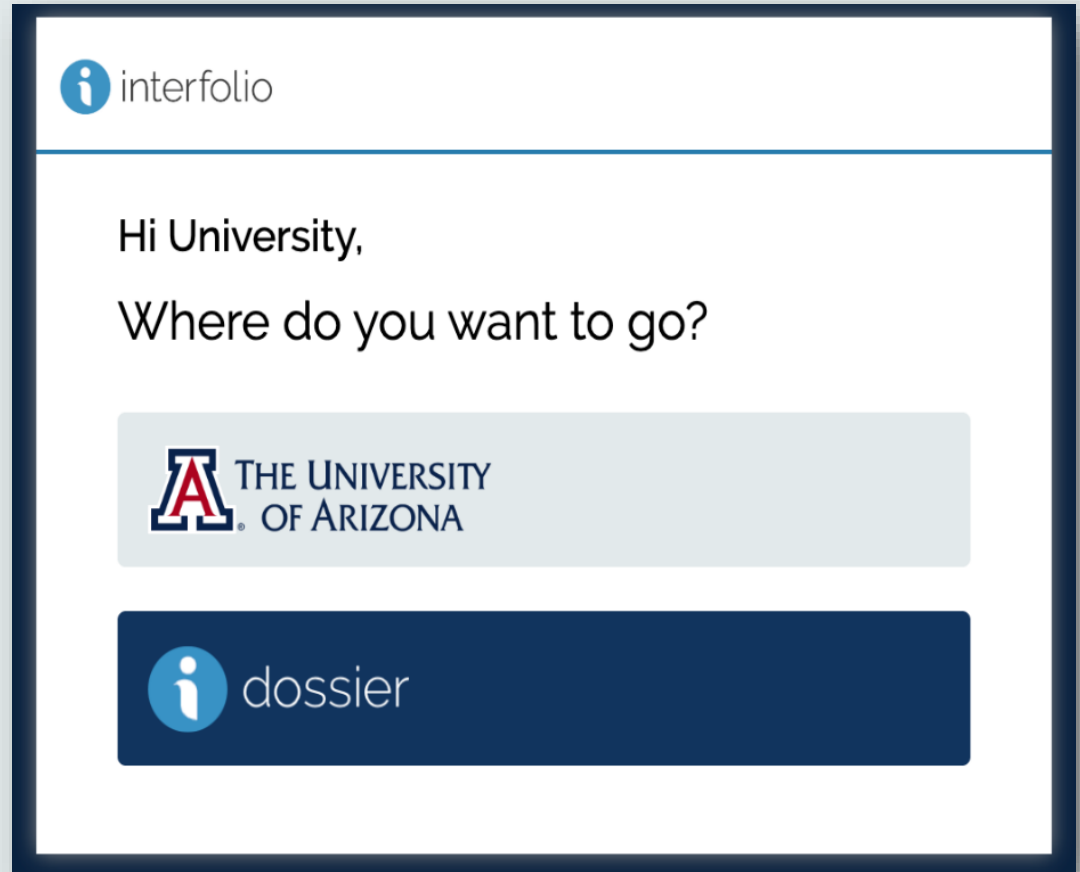 interfolio
Hi University,
Where do you want to go?
A
THE UNIVERSITY
OF ARIZONA
dossier